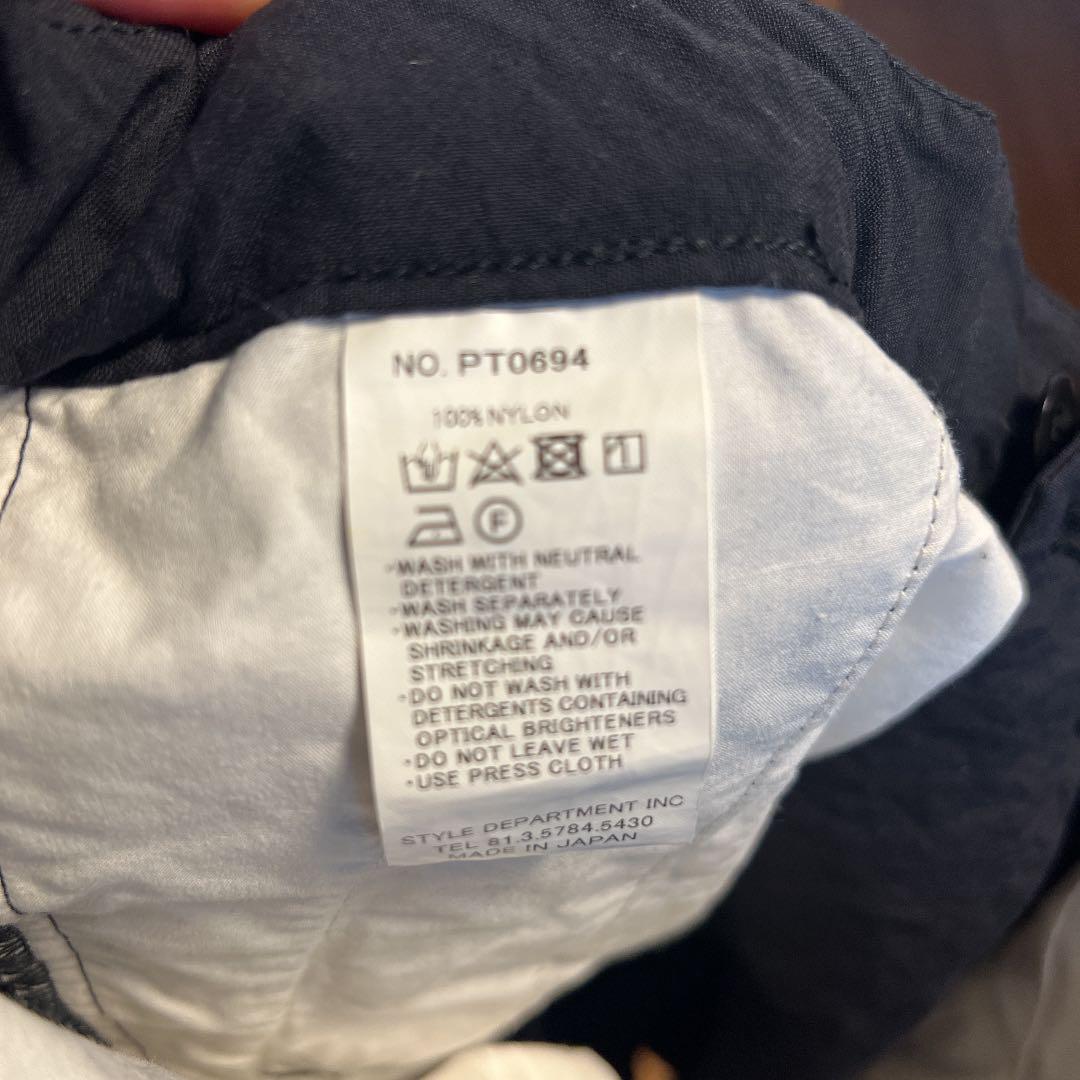 NO. PT0694
100% NYLON
F
・WASH WITH NEUTRAL
DETERGENT
・WASH SEPARATELY
・WASHING MAY CAUSE
SHRINKAGE AND/OR
STRETCHING
・DO NOT WASH WITH
DETERGENTS CONTAINING
OPTICAL BRIGHTENERS
・DO NOT LEAVE WET
・USE PRESS CLOTH
STYLE DEPARTMENT INC
TEL 81.3.5784.5430
MADE IN JAPAN